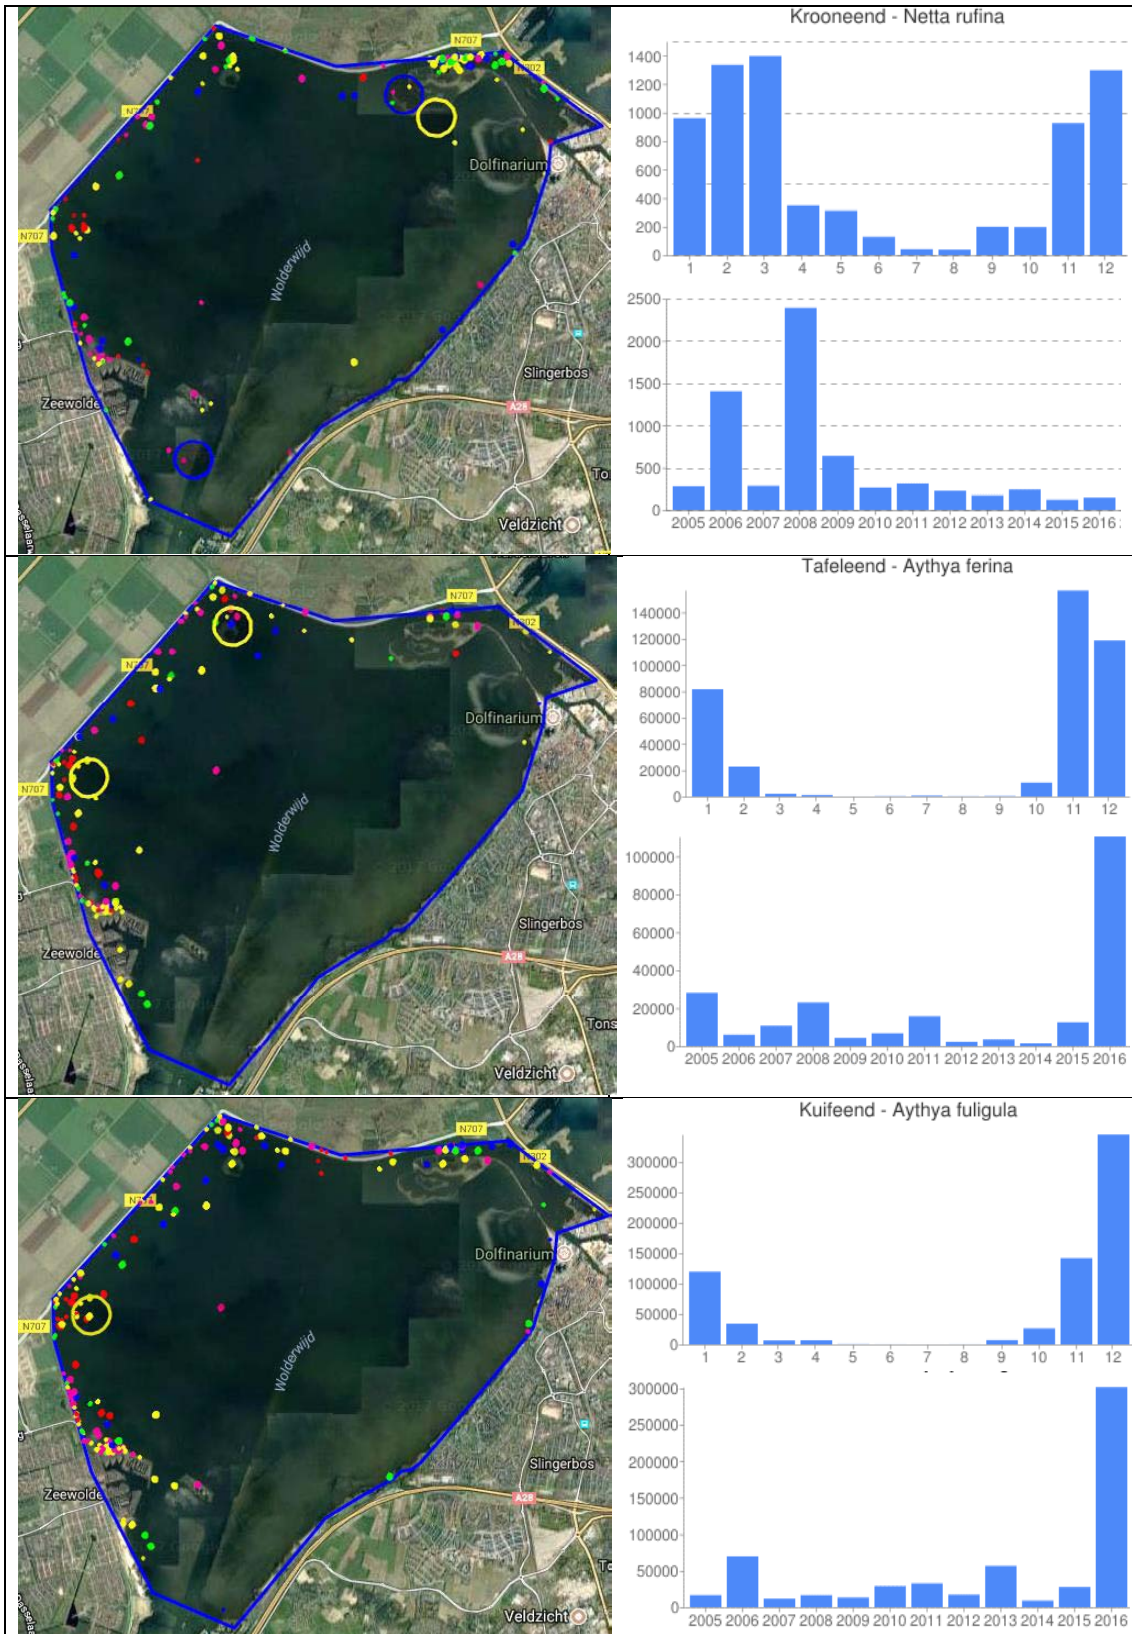 N707
N302
N707
Dolfinarium
N707
Wolderwijd
Slingerbos
Zeewolde
A28
To
Veldzicht
Krooneend - Netta rufina
1400
1200
1000
800
600
400
200
0
1 2 3 4 5 6 7 8 9 10 11 12
2500
2000
1500
1000
500
0
2005 2006 2007 2008 2009 2010 2011 2012 2013 2014 2015 2016
N707
N302
N707
Dolfinarium
N707
Wolderwijd
Slingerbos
Zeewolde
A28
Tons
Veldzicht
Tafeleend - Aythya ferina
140000
120000
100000
80000
60000
40000
20000
0
1 2 3 4 5 6 7 8 9 10 11 12
100000
80000
60000
40000
20000
0
2005 2006 2007 2008 2009 2010 2011 2012 2013 2014 2015 2016
N707
N302
Dolfinarium
N707
Wolderwijd
Slingerbos
Zeewolde
A28
To
Veldzicht
Kuifeend - Aythya fuligula
300000
250000
200000
150000
100000
50000
0
1 2 3 4 5 6 7 8 9 10 11 12
300000
250000
200000
150000
100000
50000
0
2005 2006 2007 2008 2009 2010 2011 2012 2013 2014 2015 2016